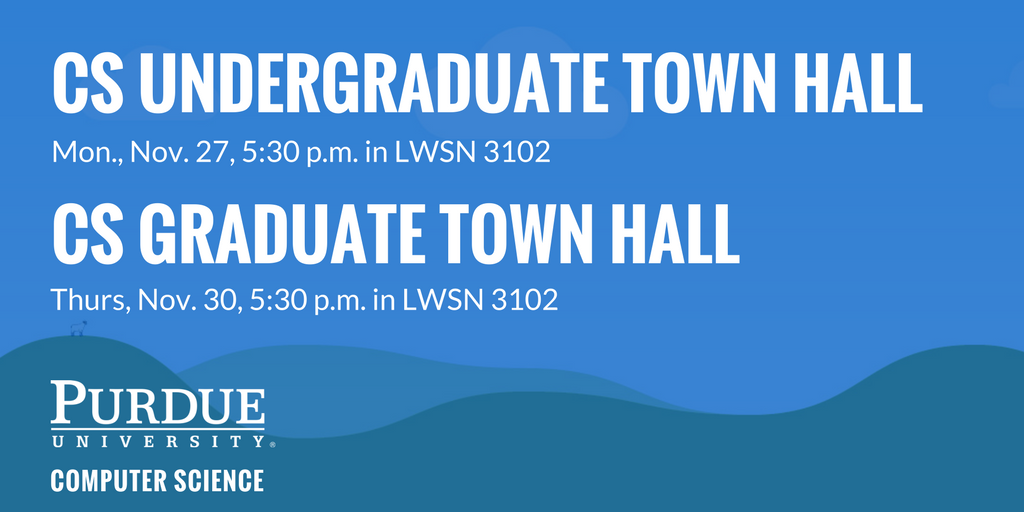 CS UNDERGRADUATE TOWN HALL
Mon., Nov. 27, 5:30 p.m. in LWSN 3102
CS GRADUATE TOWN HALL
Thurs, Nov. 30, 5:30 p.m. in LWSN 3102
PURDUE
UNIVERSITY®
COMPUTER SCIENCE